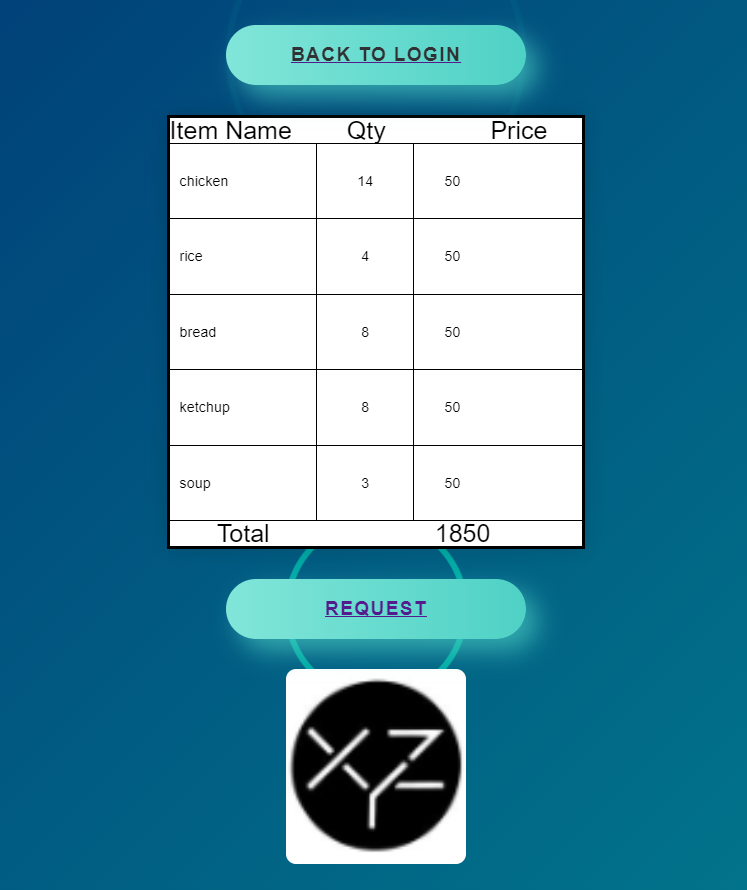 BACK TO LOGIN
Item Name Qty Price
chicken 14 50
rice 4 50
bread 8 50
ketchup 8 50
soup 3 50
Total 1850
REQUEST
XYZ